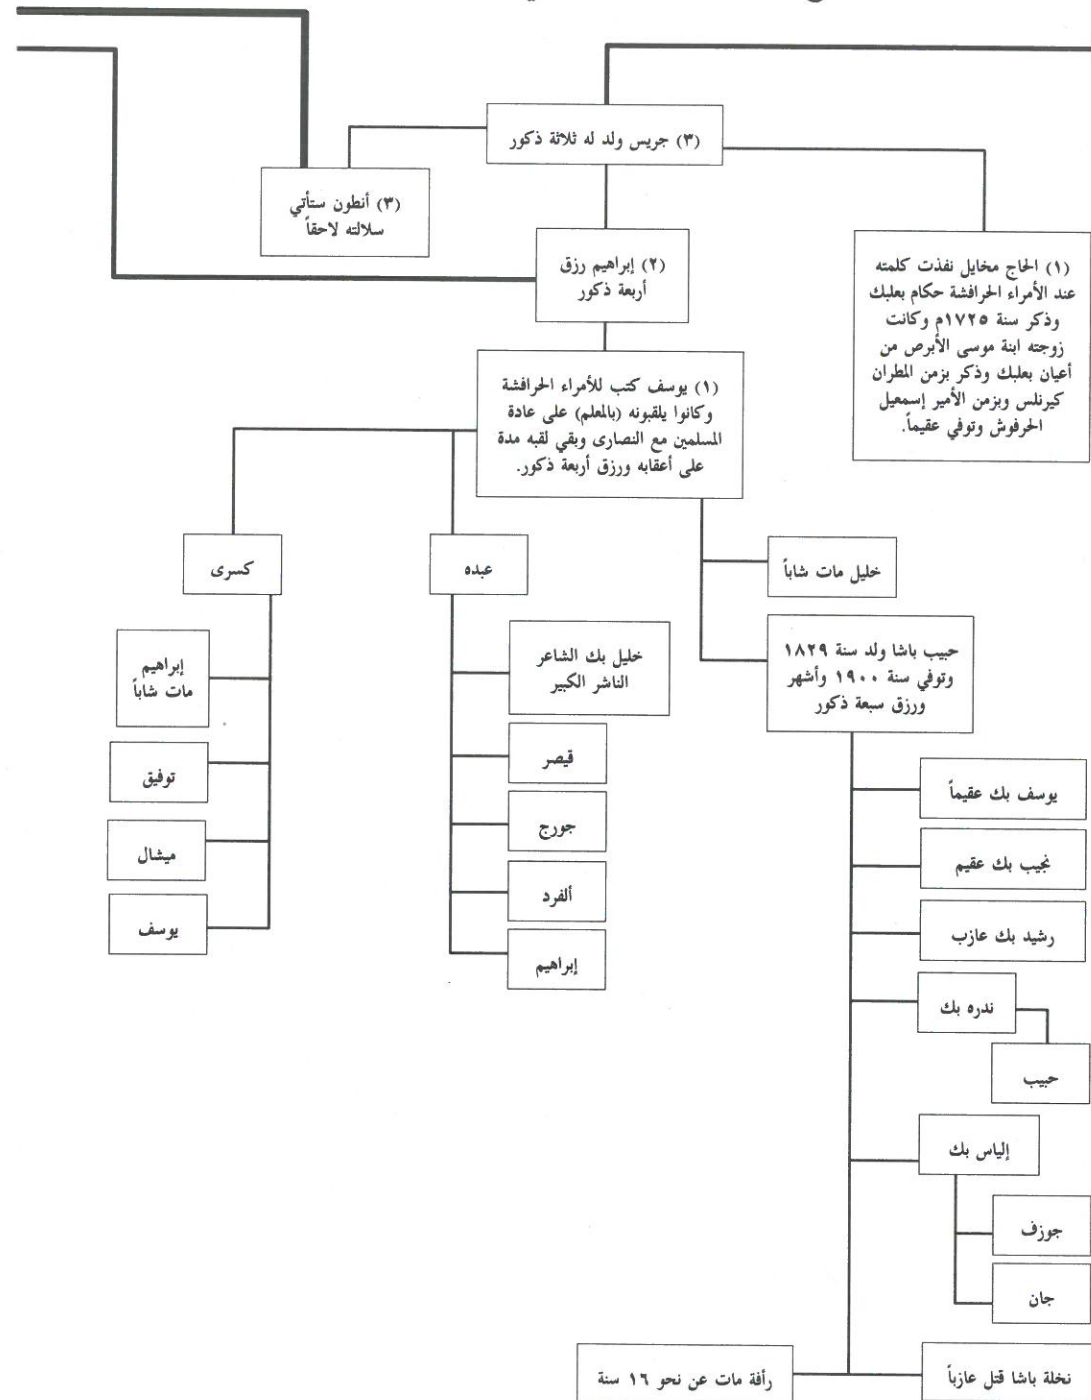 (٣) جريس ولد له ثلاثة ذكور
(٣) أنطون ستأتي
سلالته لاحقاً
(٢) إبراهيم رزق
أربعة ذكور
(١) الحاج مخايل نفذت كلمته
عند الأمراء الحرافشة حكام بعلبك
وذكر سنة ١٧٢٥م وكانت
زوجته ابنة موسى الأبرص من
أعيان بعلبك وذكر بزمن المطران
كيرنلس وبزمن الأمير إسمعيل
الحرفوش وتوفي عقيماً.
(١) يوسف كتب للأمراء الحرافشة
وكانوا يلقبونه (بالمعلم) على عادة
المسلمين مع النصارى وبقي لقبه مدة
على أعقابه ورزق أربعة ذكور.
خليل مات شاباً
حبيب باشا ولد سنة ١٨٢٩
وتوفي سنة ١٩٠٠ وأشهر
ورزق سبعة ذكور
عبده
كسرى
خليل بك الشاعر
الناشر الكبير
قيصر
جورج
ألفرد
إبراهيم
إبراهيم
مات شاباً
توفيق
ميشال
يوسف
يوسف بك عقيماً
نجيب بك عقيم
رشيد بك عازب
ندره بك
حبيب
إلياس بك
جوزف
جان
نخلة باشا قتل عازباً
رأفة مات عن نحو ١٦ سنة